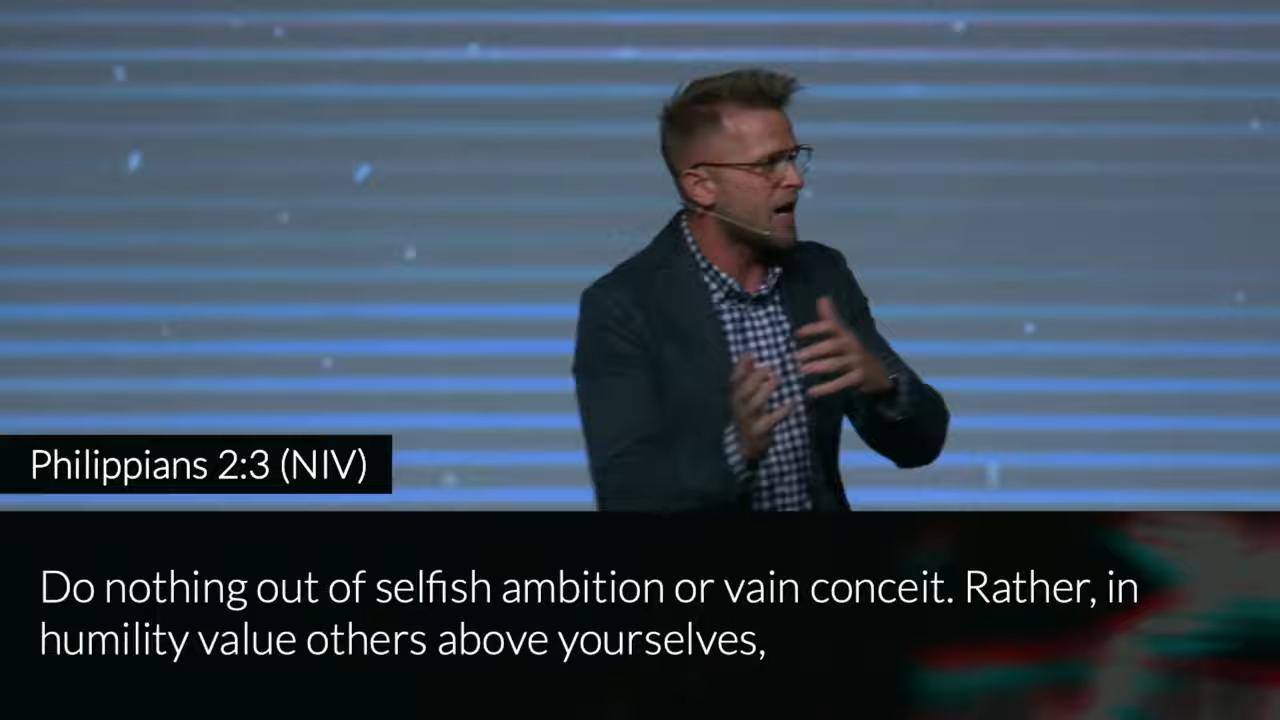 Philippians 2:3 (NIV)
Do nothing out of selfish ambition or vain conceit. Rather, in
humility value others above yourselves,